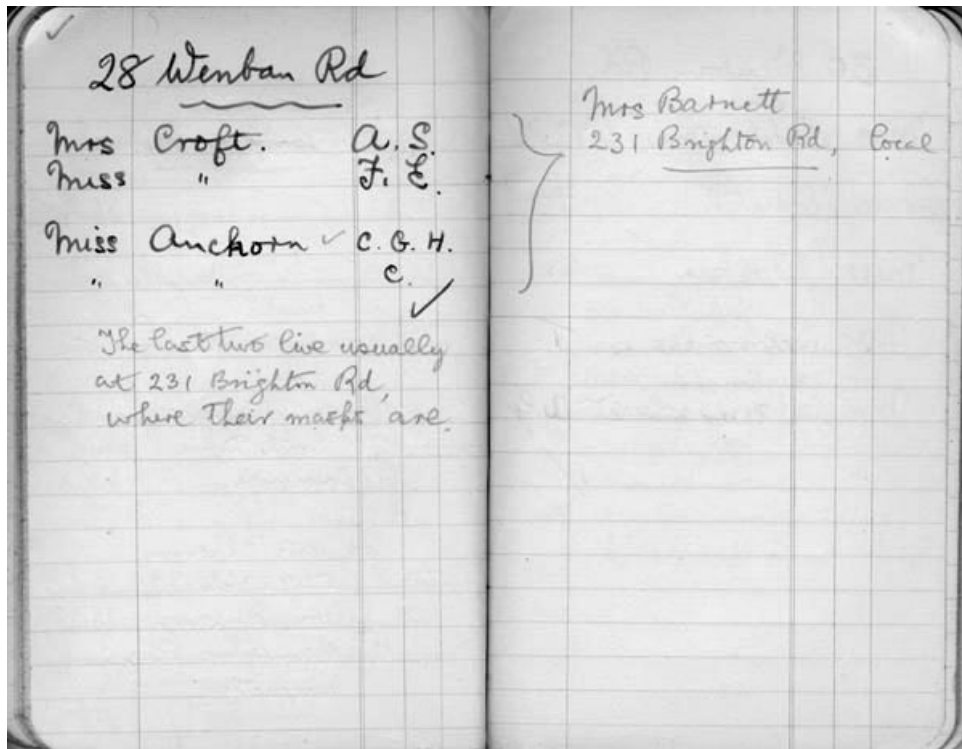 28 Wenban Rd
Mrs Croft. A. S.
Miss " F. E.
Miss Anchorn ✓ C. G. H.
" " C.
✓
The last two live usually
at 231 Brighton Rd,
where their masks are.
Mrs Barnett
231 Brighton Rd, local